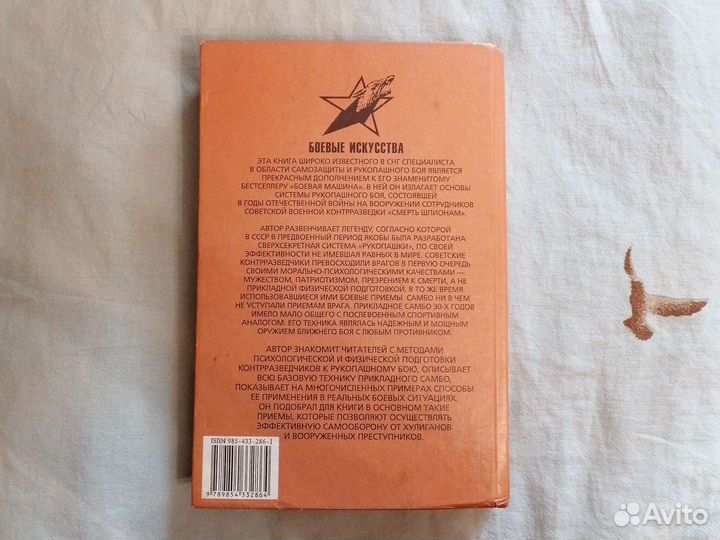 БОЕВЫЕ ИСКУССТВА
ЭТА КНИГА ШИРОКО ИЗВЕСТНОГО В СНГ СПЕЦИАЛИСТА
В ОБЛАСТИ САМОЗАЩИТЫ И РУКОПАШНОГО БОЯ ЯВЛЯЕТСЯ
ПРЕКРАСНЫМ ДОПОЛНЕНИЕМ К ЕГО ЗНАМЕНИТОМУ
БЕСТСЕЛЛЕРУ «БОЕВАЯ МАШИНА». В НЕЙ ОН ИЗЛАГАЕТ ОСНОВЫ
СИСТЕМЫ РУКОПАШНОГО БОЯ, СОСТОЯВШЕЙ
В ГОДЫ ОТЕЧЕСТВЕННОЙ ВОЙНЫ НА ВООРУЖЕНИИ СОТРУДНИКОВ
СОВЕТСКОЙ ВОЕННОЙ КОНТРРАЗВЕДКИ «СМЕРТЬ ШПИОНАМ».
АВТОР РАЗВЕНЧИВАЕТ ЛЕГЕНДУ, СОГЛАСНО КОТОРОЙ
В СССР В ПРЕДВОЕННЫЙ ПЕРИОД ЯКОБЫ БЫЛА РАЗРАБОТАНА
СВЕРХСЕКРЕТНАЯ СИСТЕМА «РУКОПАШКИ», ПО СВОЕЙ
ЭФФЕКТИВНОСТИ НЕ ИМЕВШАЯ РАВНЫХ В МИРЕ. СОВЕТСКИЕ
КОНТРРАЗВЕДЧИКИ ПРЕВОСХОДИЛИ ВРАГОВ В ПЕРВУЮ ОЧЕРЕДЬ
СВОИМИ МОРАЛЬНО-ПСИХОЛОГИЧЕСКИМИ КАЧЕСТВАМИ —
МУЖЕСТВОМ, ПАТРИОТИЗМОМ, ПРЕЗРЕНИЕМ К СМЕРТИ, А НЕ
ПРИКЛАДНОЙ ФИЗИЧЕСКОЙ ПОДГОТОВКОЙ. В ТО ЖЕ ВРЕМЯ
ИСПОЛЬЗОВАВШИЕСЯ ИМИ БОЕВЫЕ ПРИЕМЫ САМБО НИ В ЧЕМ
НЕ УСТУПАЛИ ПРИЕМАМ ВРАГА. ПРИКЛАДНОЕ САМБО 30-Х ГОДОВ
ИМЕЛО МАЛО ОБЩЕГО С ПОСЛЕВОЕННЫМ СПОРТИВНЫМ
АНАЛОГОМ. ЕГО ТЕХНИКА ЯВЛЯЛАСЬ НАДЕЖНЫМ И МОЩНЫМ
ОРУЖИЕМ БЛИЖНЕГО БОЯ С ЛЮБЫМ ПРОТИВНИКОМ.
АВТОР ЗНАКОМИТ ЧИТАТЕЛЕЙ С МЕТОДАМИ
ПСИХОЛОГИЧЕСКОЙ И ФИЗИЧЕСКОЙ ПОДГОТОВКИ
КОНТРРАЗВЕДЧИКОВ К РУКОПАШНОМУ БОЮ, ОПИСЫВАЕТ
ВСЮ БАЗОВУЮ ТЕХНИКУ ПРИКЛАДНОГО САМБО,
ПОКАЗЫВАЕТ НА МНОГОЧИСЛЕННЫХ ПРИМЕРАХ СПОСОБЫ
ЕЕ ПРИМЕНЕНИЯ В РЕАЛЬНЫХ БОЕВЫХ СИТУАЦИЯХ.
ОН ПОДОБРАЛ ДЛЯ КНИГИ В ОСНОВНОМ ТАКИЕ
ПРИЕМЫ, КОТОРЫЕ ПОЗВОЛЯЮТ ОСУЩЕСТВЛЯТЬ
ЭФФЕКТИВНУЮ САМООБОРОНУ ОТ ХУЛИГАНОВ
И ВООРУЖЕННЫХ ПРЕСТУПНИКОВ.
ISBN 985-433-286-1
9 789854 332864
Avito